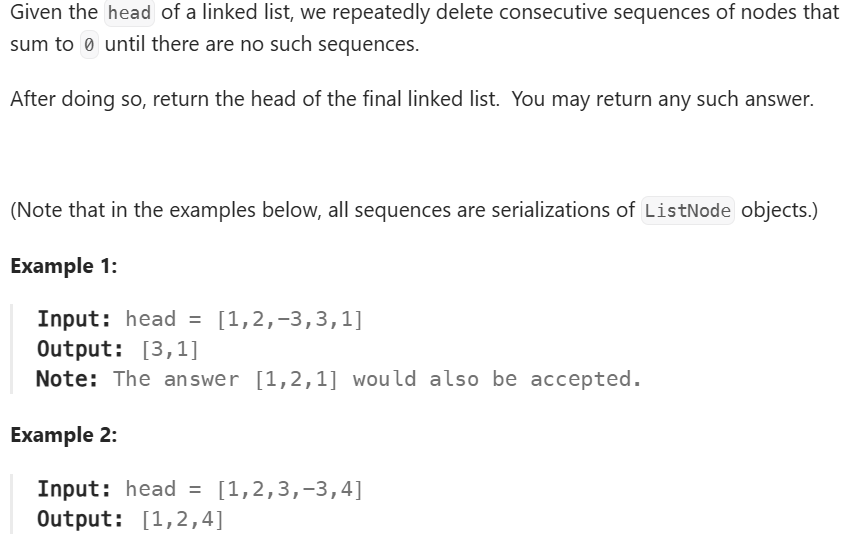 Given the head of a linked list, we repeatedly delete consecutive sequences of nodes that
sum to 0 until there are no such sequences.
After doing so, return the head of the final linked list.  You may return any such answer.
(Note that in the examples below, all sequences are serializations of ListNode objects.)
Example 1:
Input: head = [1,2,-3,3,1]
Output: [3,1]
Note: The answer [1,2,1] would also be accepted.
Example 2:
Input: head = [1,2,3,-3,4]
Output: [1,2,4]